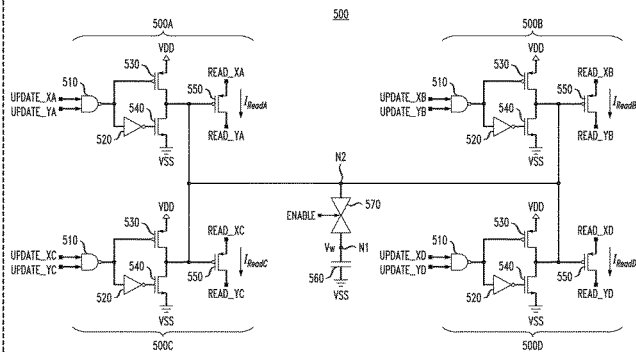 500
500A
500B
VDD
530
READ_XA
510
550
UPDATE_XA
UPDATE_YA
540
I_ReadA
520
READ_YA
VSS
VDD
530
READ_XB
510
550
UPDATE_XB
UPDATE_YB
540
I_ReadB
520
READ_YB
VSS
N2
570
ENABLE
Vw
N1
560
VSS
VDD
530
READ_XC
510
UPDATE_XC
UPDATE_YC
540
550
I_ReadC
520
READ_YC
VSS
VDD
530
READ_XD
510
UPDATE_XD
UPDATE_YD
540
550
I_ReadD
520
READ_YD
VSS
500C
500D